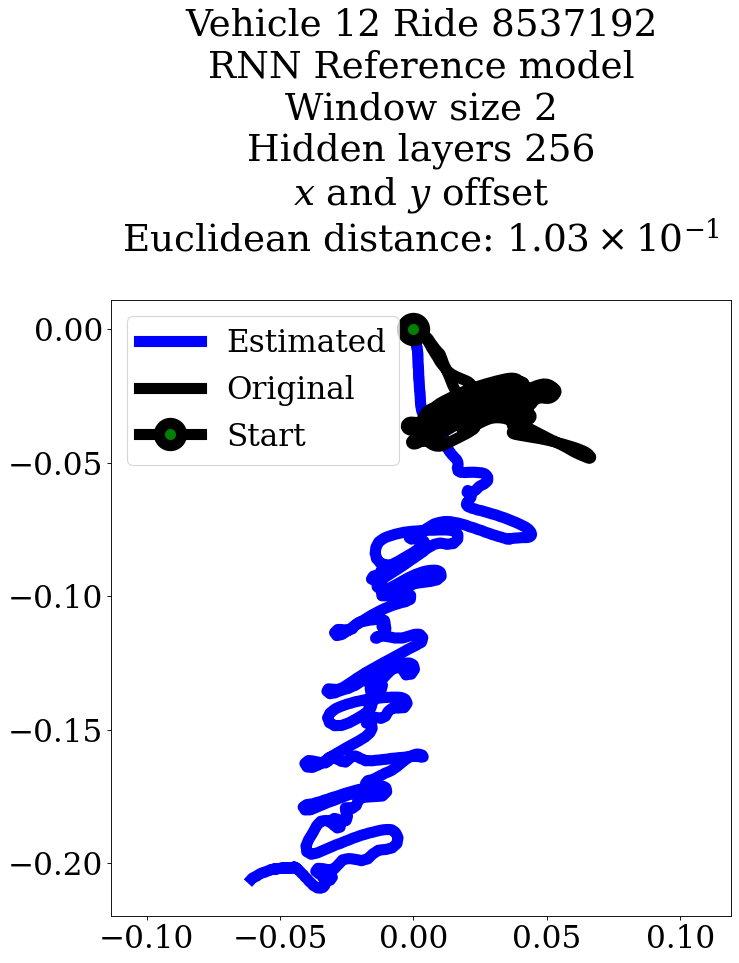 Vehicle 12 Ride 8537192
RNN Reference model
Window size 2
Hidden layers 256
x and y offset
Euclidean distance: 1.03 × 10⁻¹
Estimated
Original
Start
0.00
−0.05
−0.10
−0.15
−0.20
−0.10 −0.05 0.00 0.05 0.10